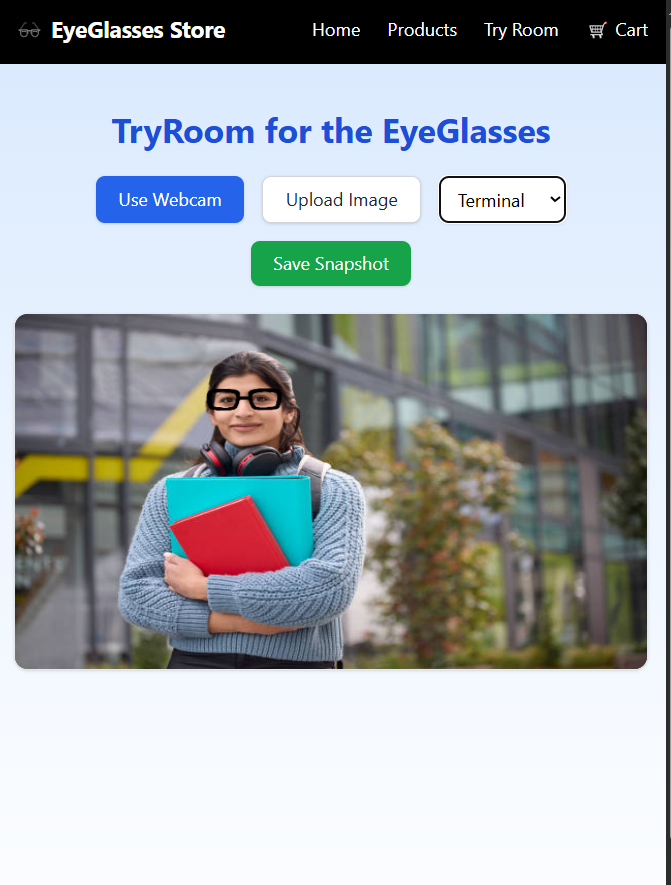 EyeGlasses Store Home Products Try Room Cart
TryRoom for the EyeGlasses
Use Webcam Upload Image Terminal
Save Snapshot